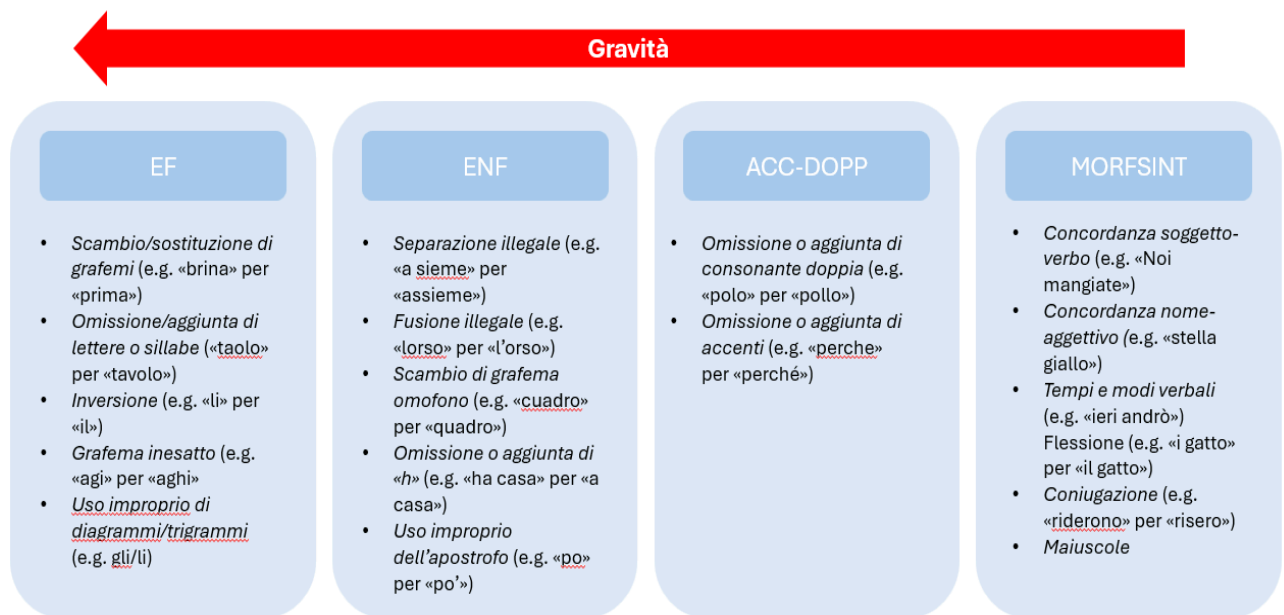 Gravità
EF
• Scambio/sostituzione di
grafemi (e.g. «brina» per
«prima»)
• Omissione/aggiunta di
lettere o sillabe («taolo»
per «tavolo»)
• Inversione (e.g. «li» per
«il»)
• Grafema inesatto (e.g.
«agi» per «aghi»
• Uso improprio di
diagrammi/trigrammi
(e.g. gli/li)
ENF
• Separazione illegale (e.g.
«a sieme» per
«assieme»)
• Fusione illegale (e.g.
«lorso» per «l’orso»)
• Scambio di grafema
omofono (e.g. «cuadro»
per «quadro»)
• Omissione o aggiunta di
«h» (e.g. «ha casa» per «a
casa»)
• Uso improprio
dell’apostrofo (e.g. «po»
per «po’»)
ACC-DOPP
• Omissione o aggiunta di
consonante doppia (e.g.
«polo» per «pollo»)
• Omissione o aggiunta di
accenti (e.g. «perche»
per «perché»)
MORFSINT
• Concordanza soggetto-
verbo (e.g. «Noi
mangiate»)
• Concordanza nome-
aggettivo (e.g. «stella
giallo»)
• Tempi e modi verbali
(e.g. «ieri andrò»)
Flessione (e.g. «i gatto»
per «il gatto»)
• Coniugazione (e.g.
«riderono» per «risero»)
• Maiuscole